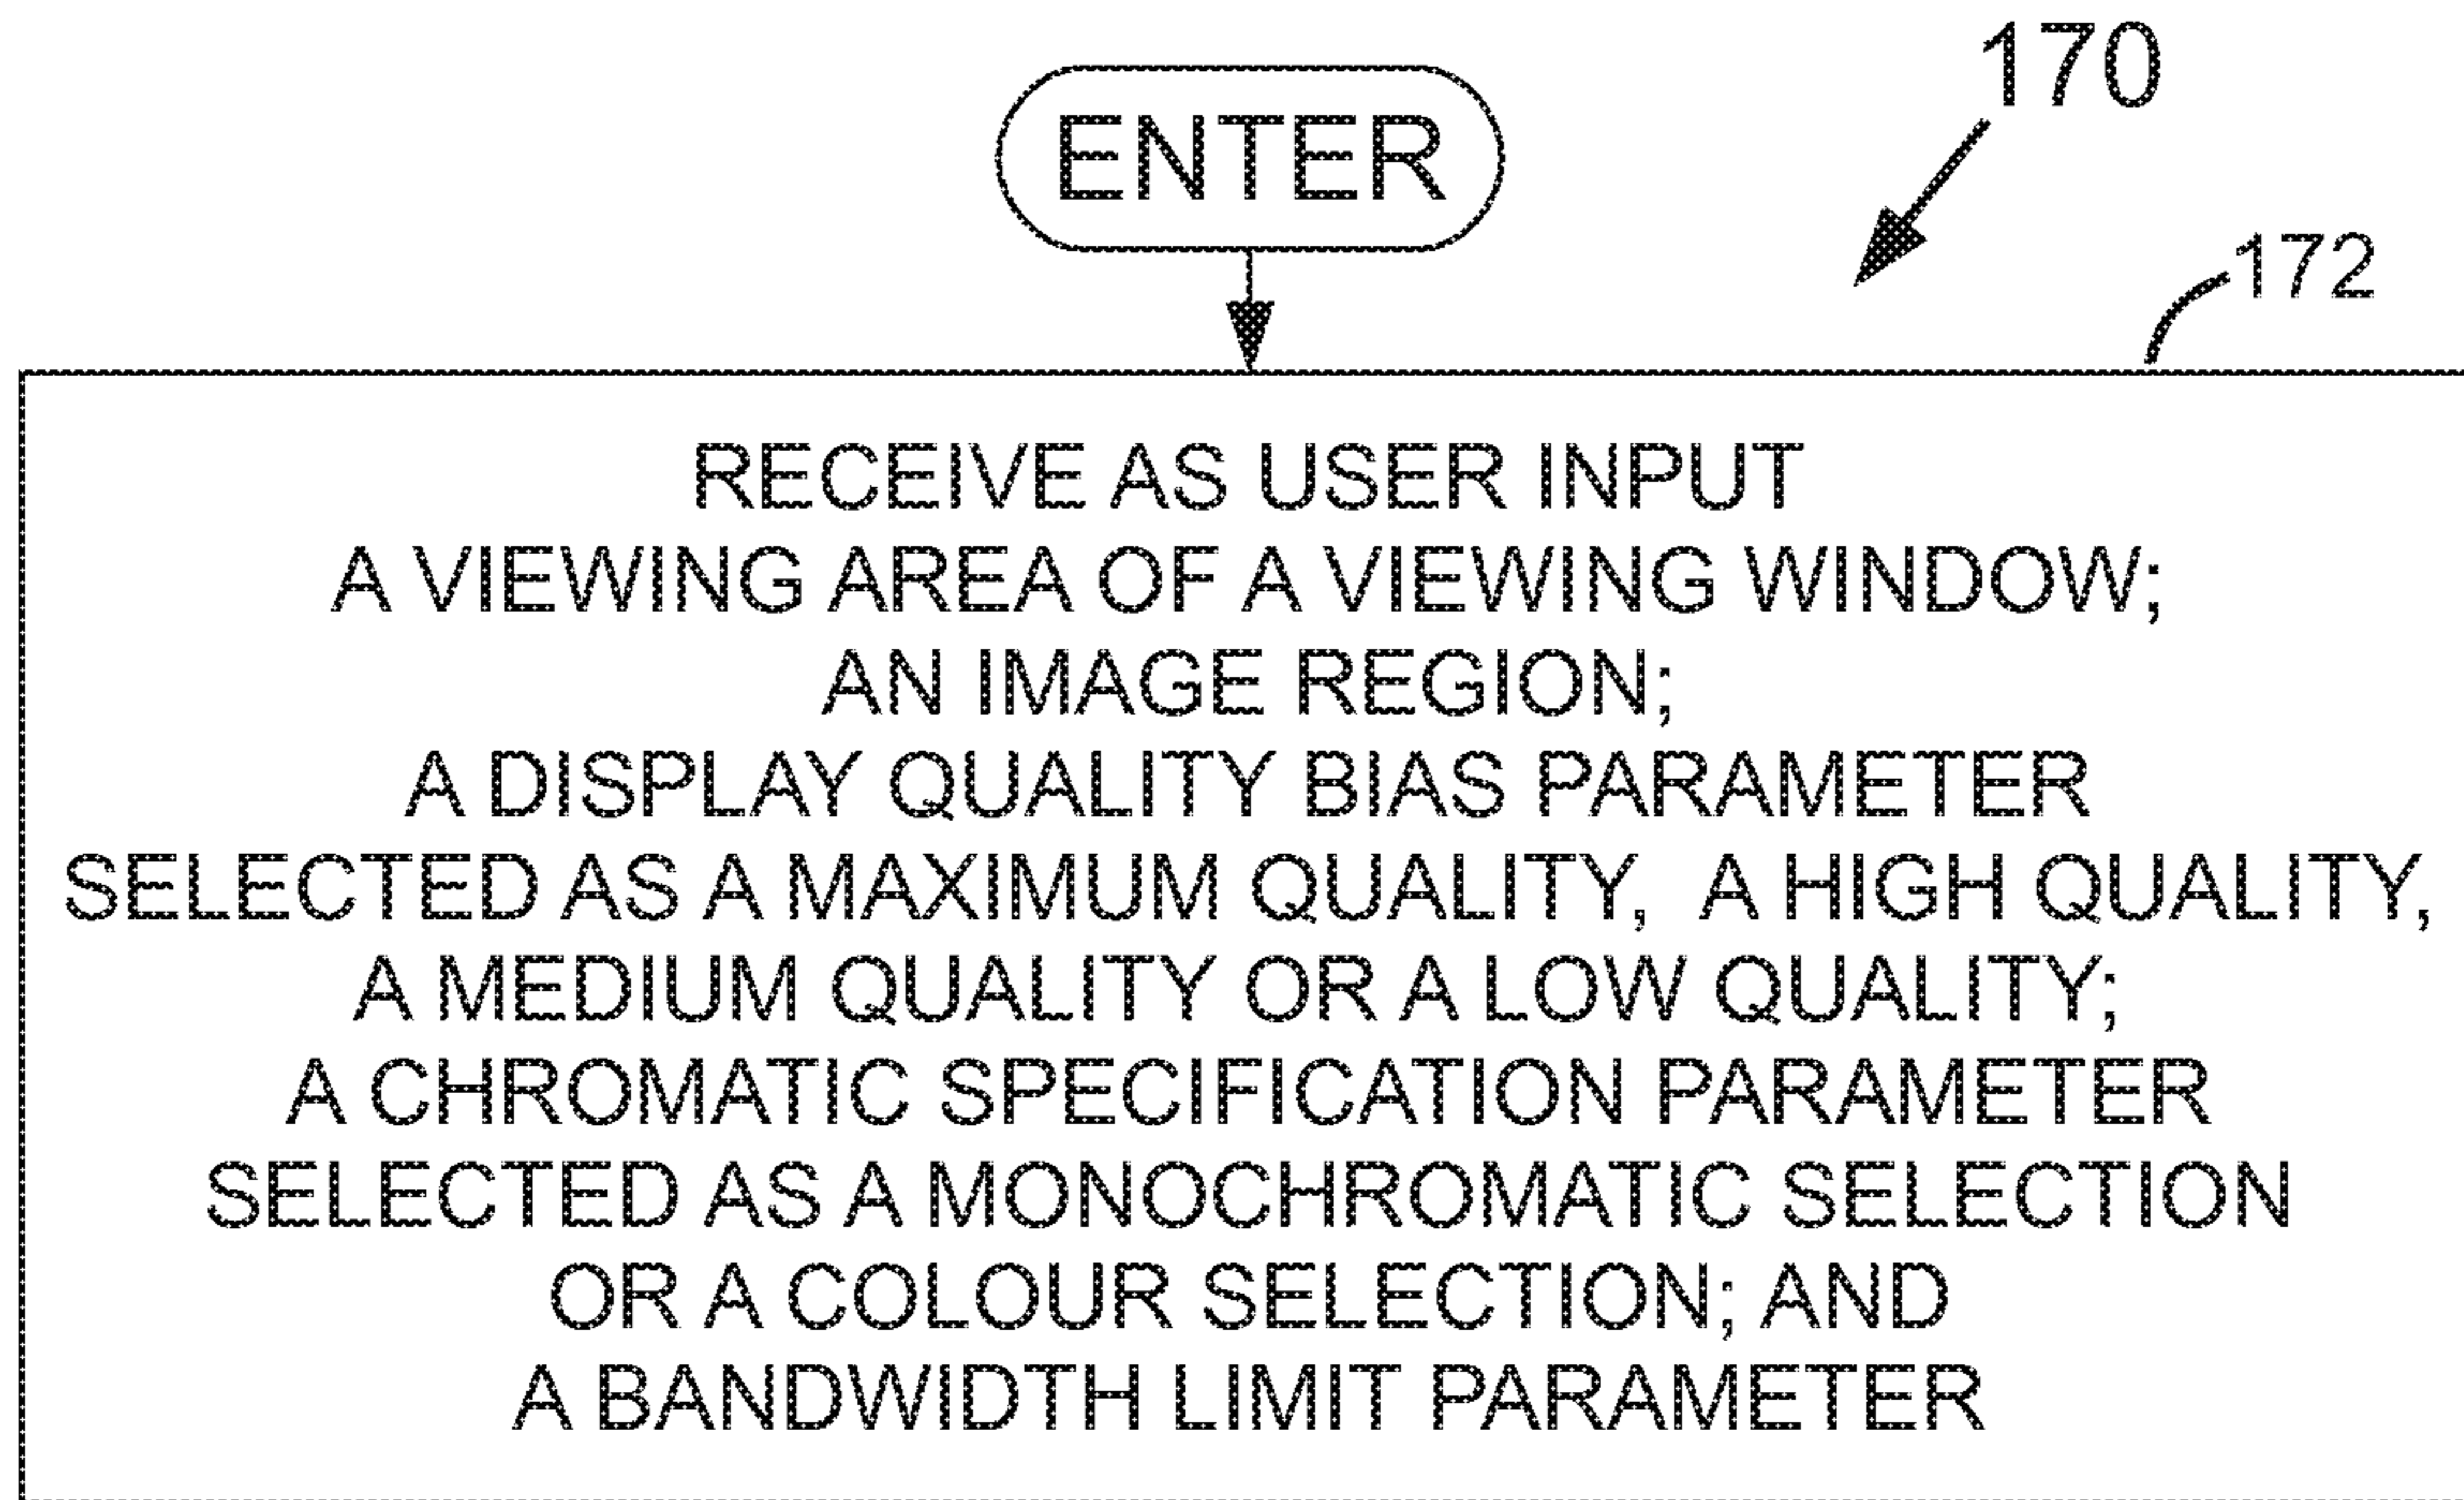 170
ENTER
172
RECEIVE AS USER INPUT
A VIEWING AREA OF A VIEWING WINDOW;
AN IMAGE REGION;
A DISPLAY QUALITY BIAS PARAMETER
SELECTED AS A MAXIMUM QUALITY, A HIGH QUALITY,
A MEDIUM QUALITY OR A LOW QUALITY;
A CHROMATIC SPECIFICATION PARAMETER
SELECTED AS A MONOCHROMATIC SELECTION
OR A COLOUR SELECTION; AND
A BANDWIDTH LIMIT PARAMETER